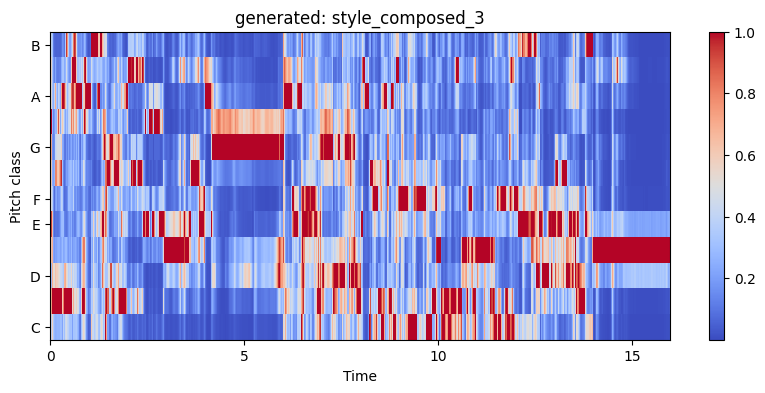 generated: style_composed_3
B
A
G
F
E
D
C
Pitch class
0
5
10
15
Time
1.0
0.8
0.6
0.4
0.2